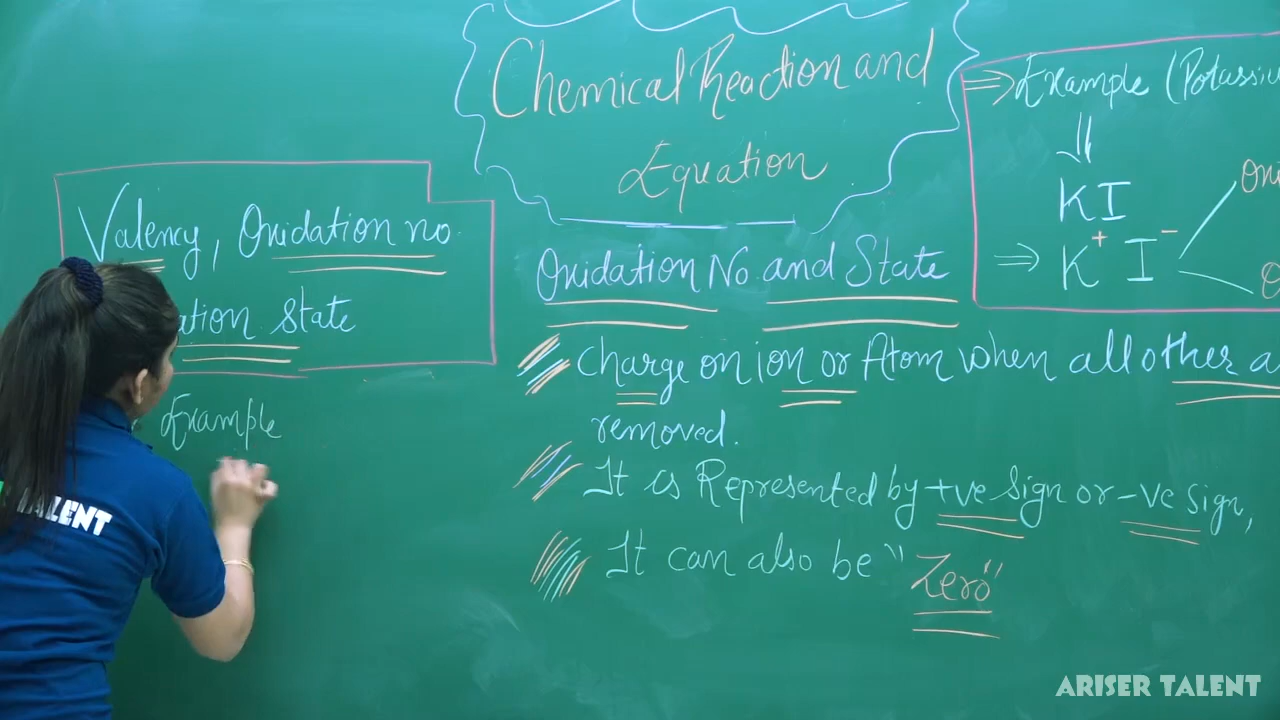 Chemical Reaction and
Equation
Valency, Oxidation no.
ation State
Example
Oxidation No. and State
Charge on ion or Atom when all other a
removed.
It is Represented by +ve Sign or -ve Sign,
It can also be "Zero"
⇒ Example (Potassiu
KI
⇒ K⁺ I⁻
Oxi
TALENT
ARISER TALENT